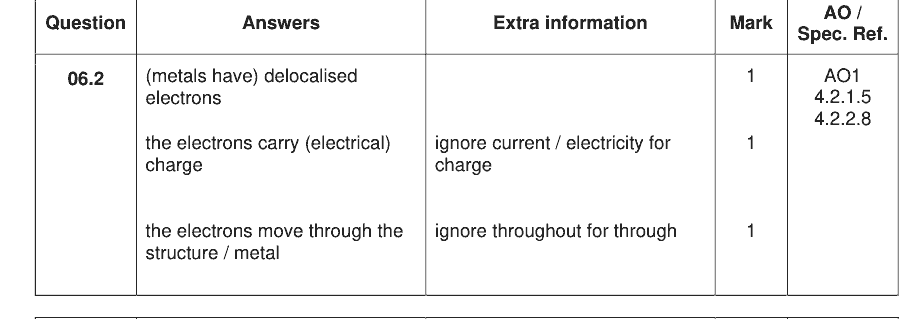 Question Answers Extra information Mark AO /
Spec. Ref.
06.2 (metals have) delocalised 1 AO1
electrons 4.2.1.5
4.2.2.8
the electrons carry (electrical) ignore current / electricity for 1
charge charge
the electrons move through the ignore throughout for through 1
structure / metal